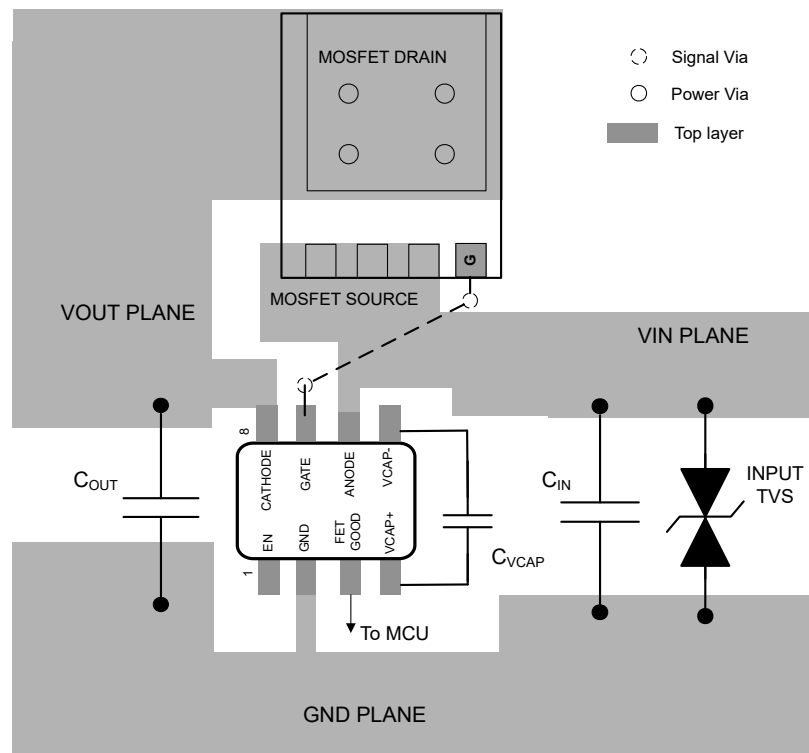 MOSFET DRAIN
Signal Via
Power Via
Top layer
G
MOSFET SOURCE
VOUT PLANE
VIN PLANE
8
CATHODE
GATE
ANODE
VCAP-
COUT
CIN
INPUT
TVS
EN
GND
FET
GOOD
VCAP+
CVCAP
1
To MCU
GND PLANE